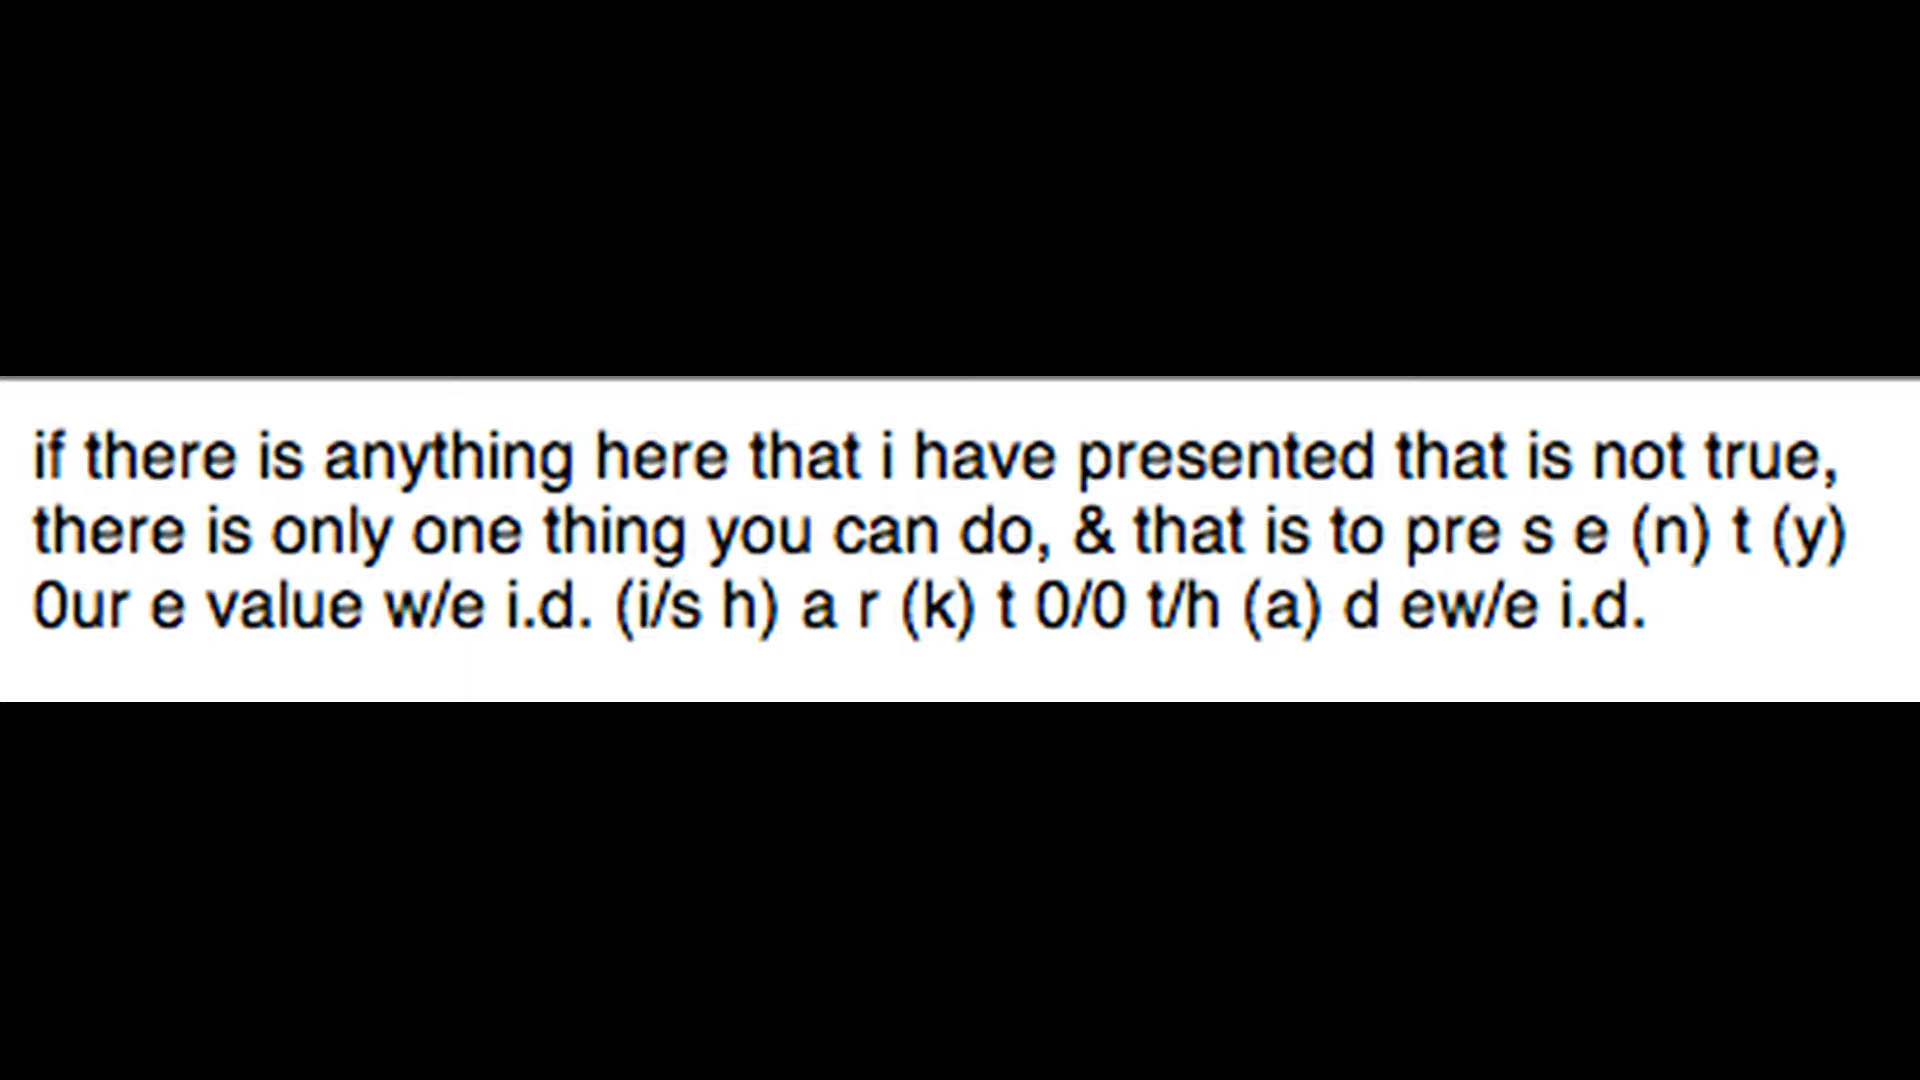 if there is anything here that i have presented that is not true,
there is only one thing you can do, & that is to pre s e (n) t (y)
0ur e value w/e i.d. (i/s h) a r (k) t 0/0 t/h (a) d ew/e i.d.